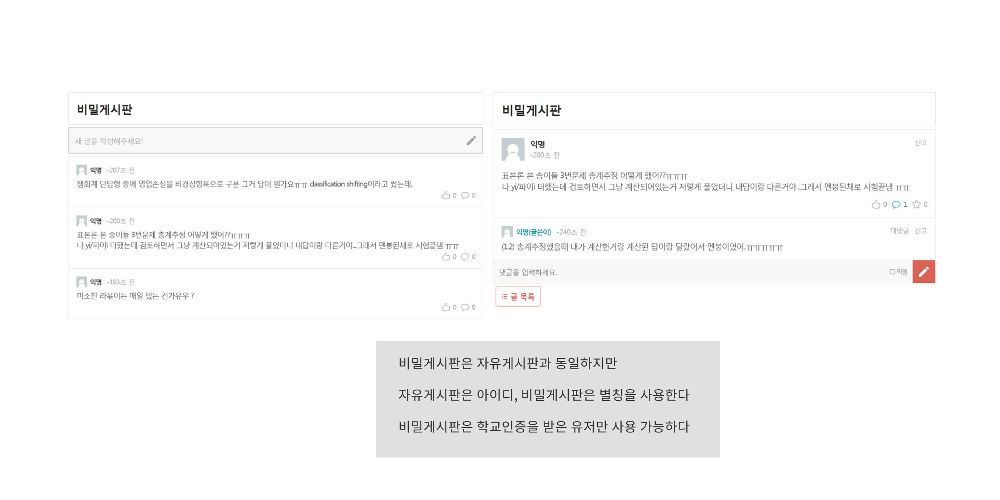 비밀게시판
새 글을 작성해주세요!
익명 -207초 전
잼회계 단답형 중에 영업손실을 비경상항목으로 구분 그거 답이 뭔가요ㅠㅠ classification shifting이라고 썼는데..
0 0
익명 -200초 전
표본론 본 송이들 3번문제 총계추정 어떻게 했어??ㅠㅠㅠ
나 yi/파이i 더했는데 검토하면서 그냥 계산되어있는거 저렇게 풀었더니 내답이랑 다른거야...그래서 멘붕된채로 시험끝냄 ㅠㅠ
0 0
익명 -193초 전
미소찬 라볶이는 매일 있는 건가유우 ?
0 0
비밀게시판
익명
신고
-200초 전
표본론 본 송이들 3번문제 총계추정 어떻게 했어??ㅠㅠㅠ
나 yi/파이i 더했는데 검토하면서 그냥 계산되어있는거 저렇게 풀었더니 내답이랑 다른거야...그래서 멘붕된채로 시험끝냄 ㅠㅠ
0 1 0
익명(글쓴이) -240초 전 대댓글 신고
(1.2) 총계추정했을때 내가 계산한거랑 계산된 답이랑 달랐어서 멘붕이었어..ㅠㅠㅠㅠㅠ
댓글을 입력하세요. 익명
글 목록
비밀게시판은 자유게시판과 동일하지만
자유게시판은 아이디, 비밀게시판은 별칭을 사용한다
비밀게시판은 학교인증을 받은 유저만 사용 가능하다